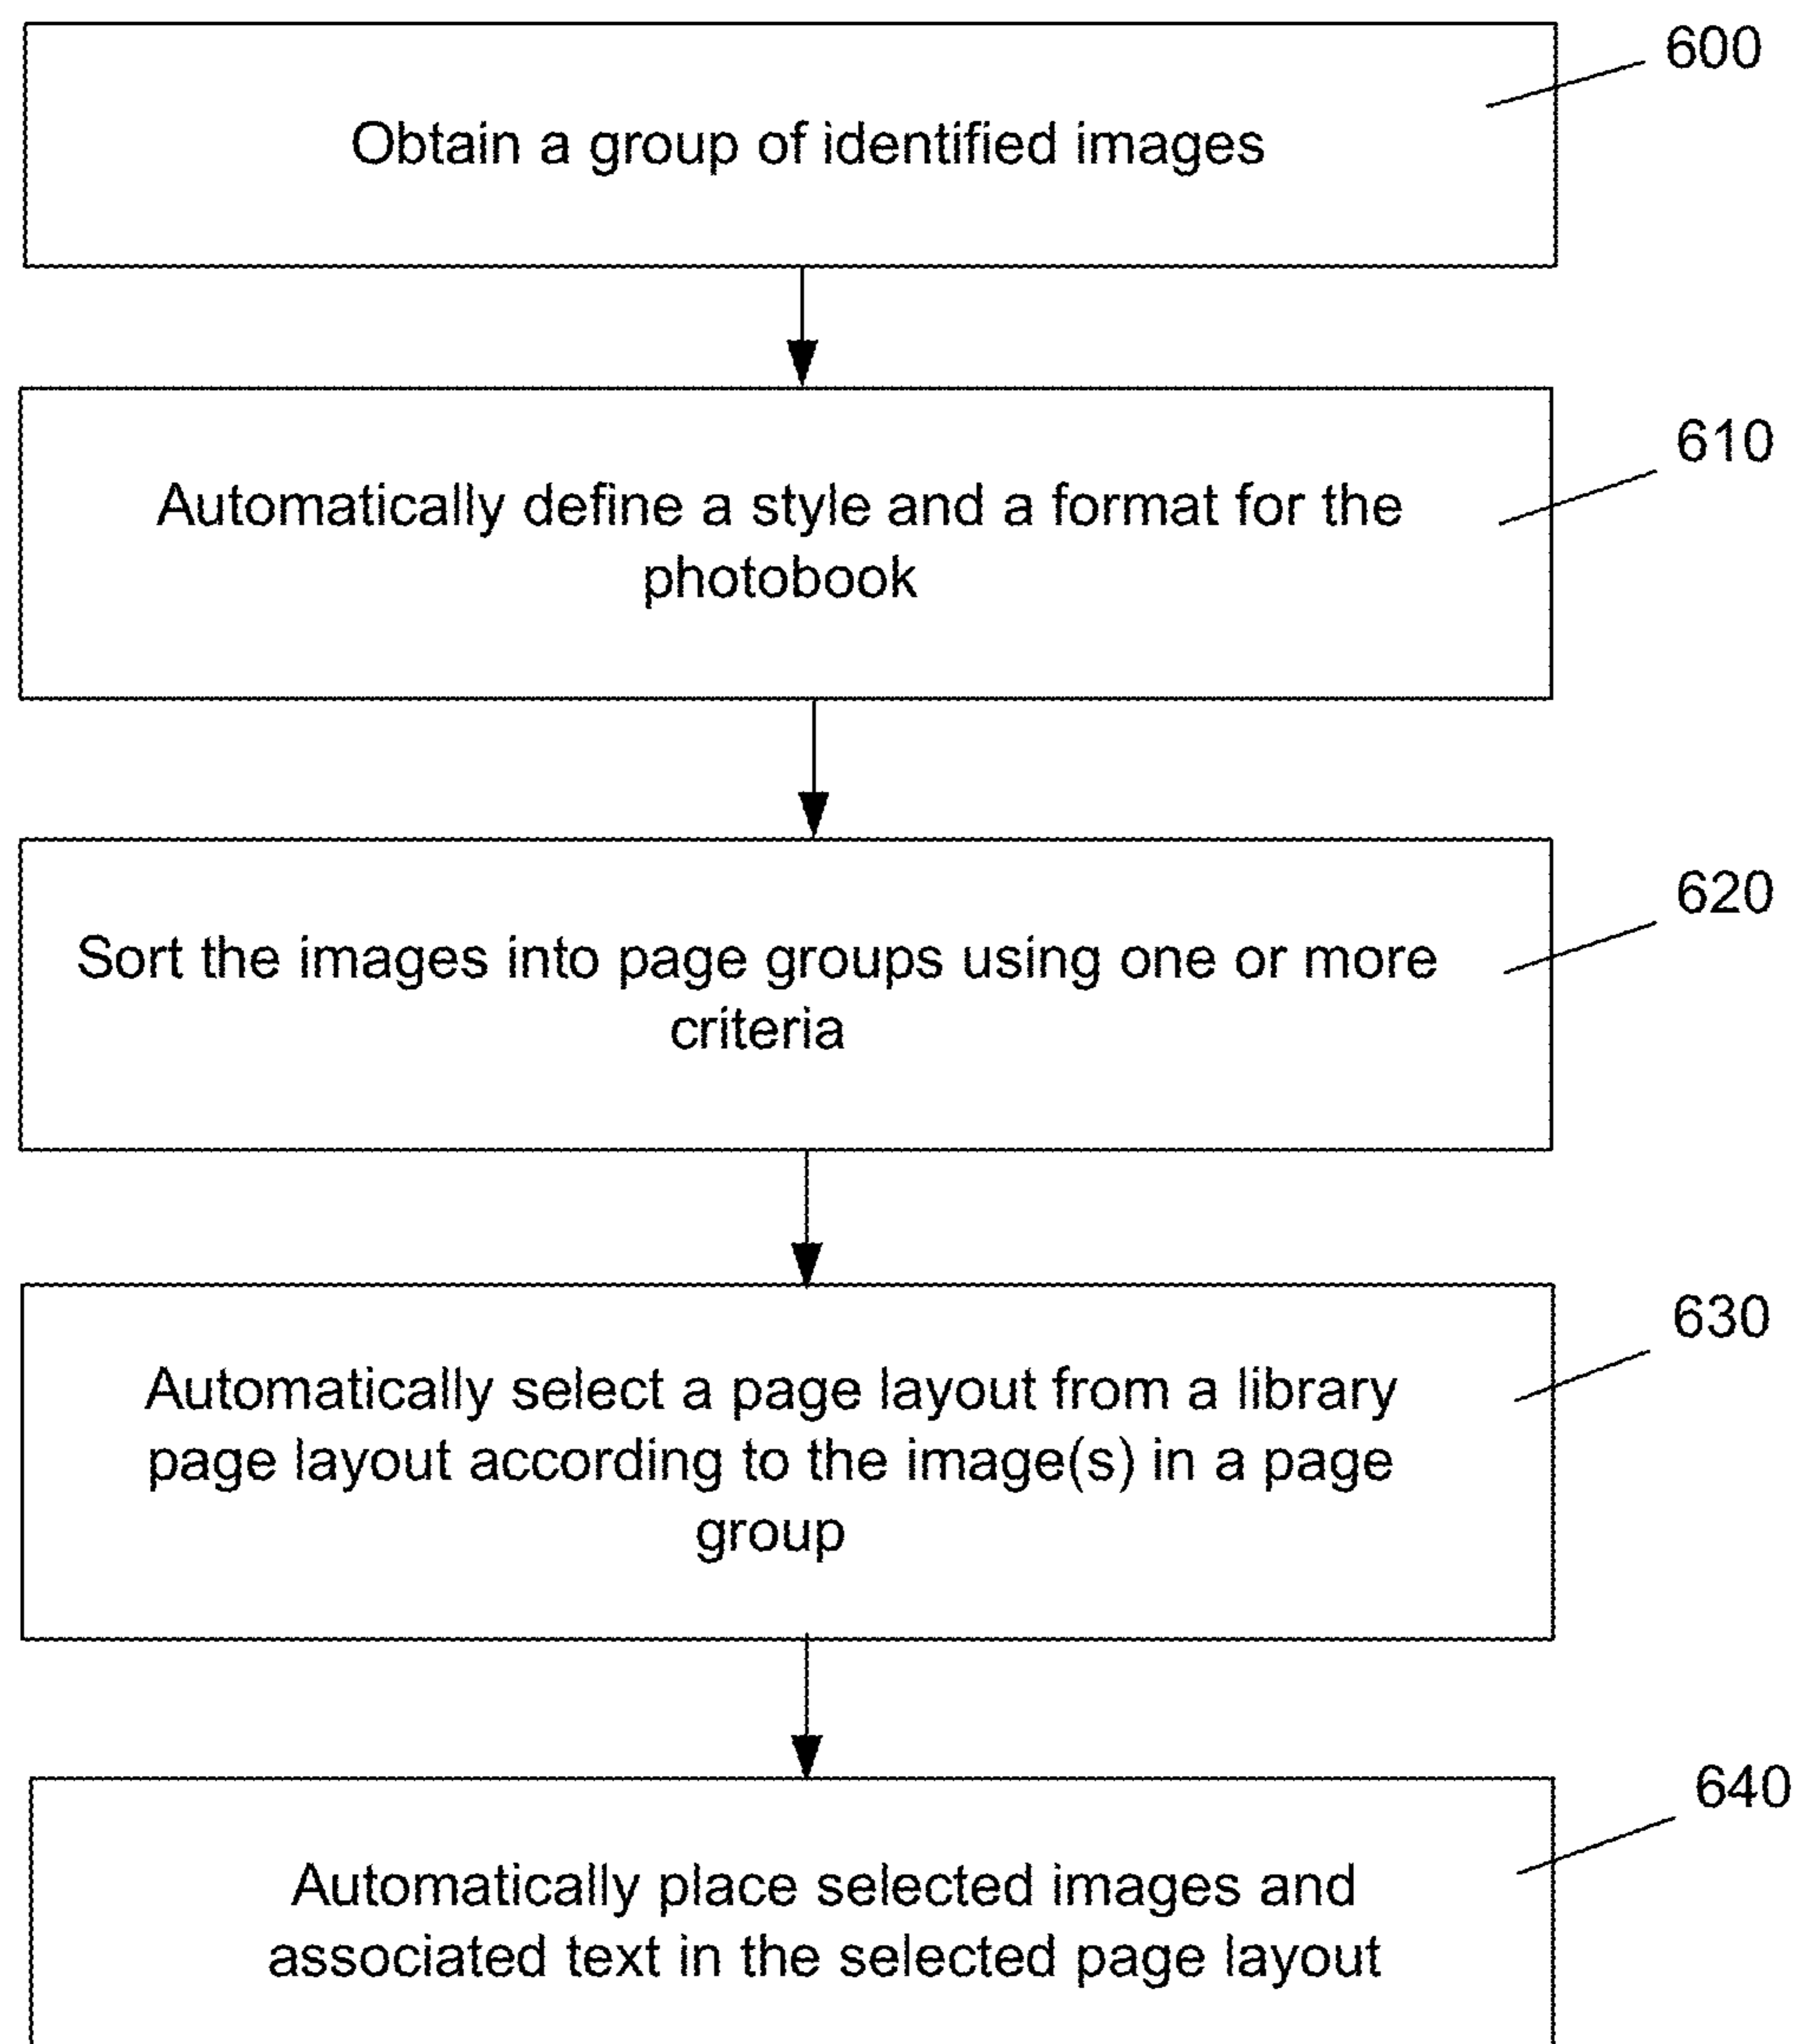 600
Obtain a group of identified images
610
Automatically define a style and a format for the
photobook
620
Sort the images into page groups using one or more
criteria
630
Automatically select a page layout from a library
page layout according to the image(s) in a page
group
640
Automatically place selected images and
associated text in the selected page layout